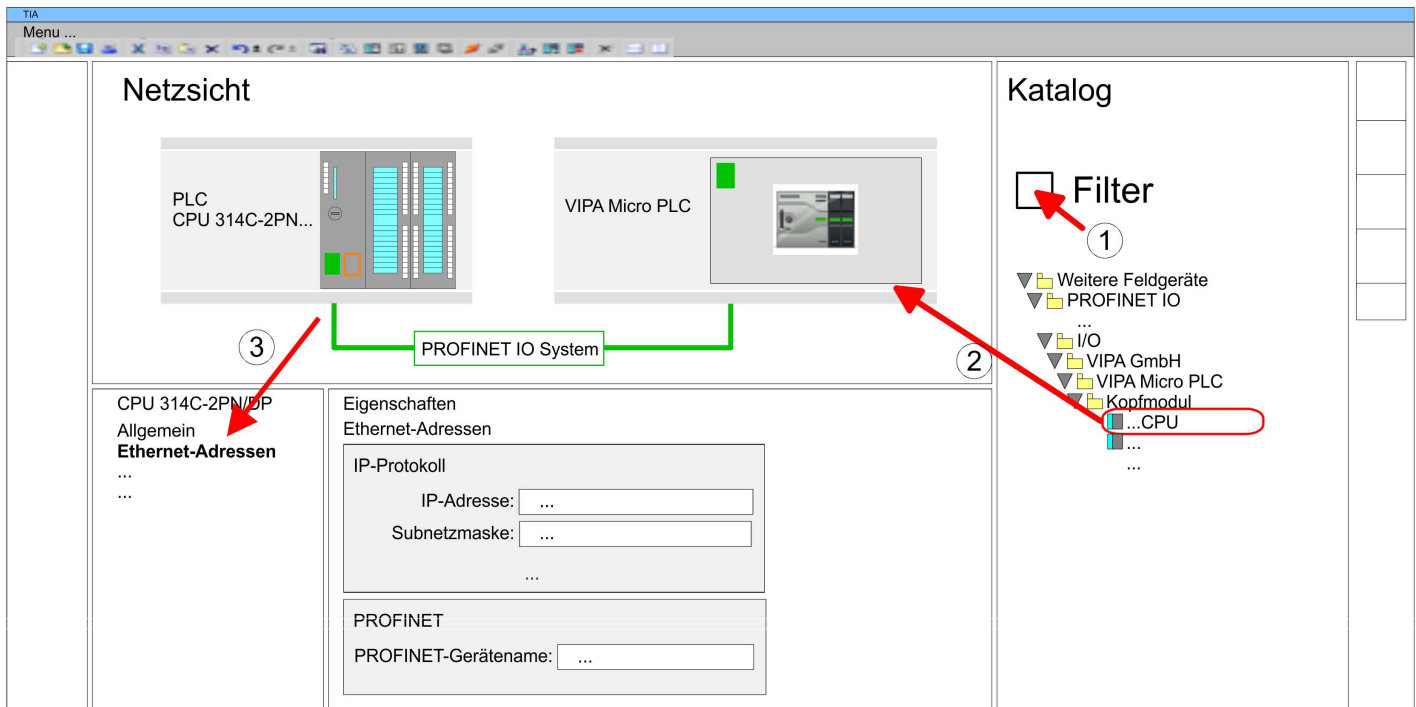 TIA
Menu ...
Netzsicht
PLC
CPU 314C-2PN...
VIPA Micro PLC
PROFINET IO System
3
2
Katalog
Filter
1
Weitere Feldgeräte
PROFINET IO
...
I/O
VIPA GmbH
VIPA Micro PLC
Kopfmodul
...CPU
...
...
CPU 314C-2PN/DP
Allgemein
Ethernet-Adressen
...
...
Eigenschaften
Ethernet-Adressen
IP-Protokoll
IP-Adresse: ...
Subnetzmaske: ...
...
PROFINET
PROFINET-Gerätename: ...